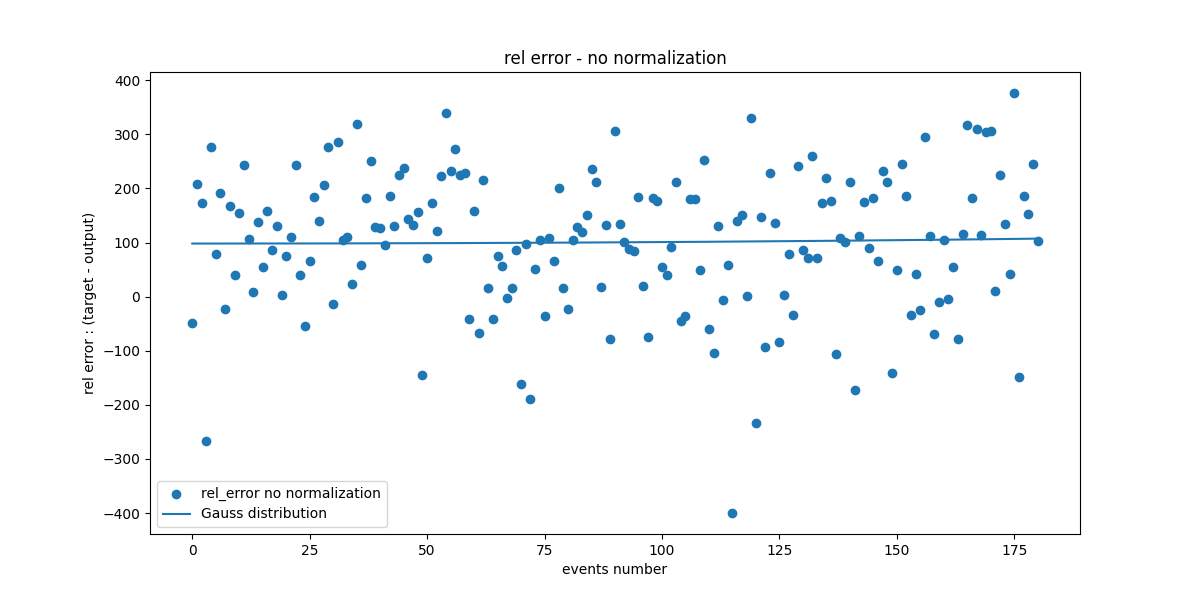 rel error - no normalization
400
300
200
100
0
−100
−200
−300
−400
rel error : (target - output)
rel_error no normalization
Gauss distribution
0 25 50 75 100 125 150 175
events number